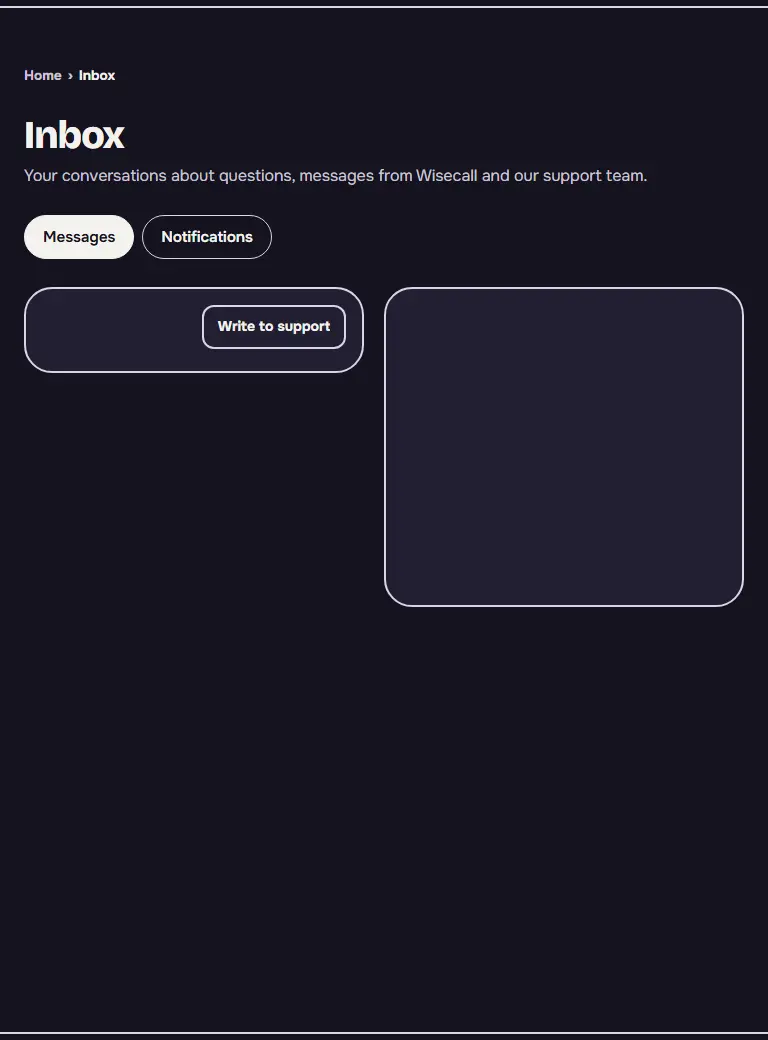 Home › Inbox
Inbox
Your conversations about questions, messages from Wisecall and our support team.
Messages Notifications
Write to support